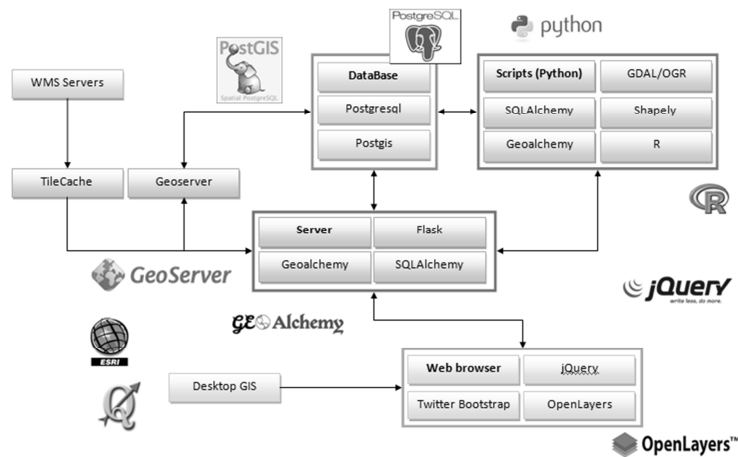 PostgreSQL
python
PostGIS
Spatial PostgreSQL
DataBase
Postgresql
Postgis
Scripts (Python)
GDAL/OGR
SQLAlchemy
Shapely
Geoalchemy
R
WMS Servers
TileCache
Geoserver
R
Server
Flask
Geoalchemy
SQLAlchemy
GeoServer
jQuery
write less, do more.
GEOAlchemy
ESRI
Web browser
jQuery
Twitter Bootstrap
OpenLayers
Desktop GIS
Q
OpenLayers™